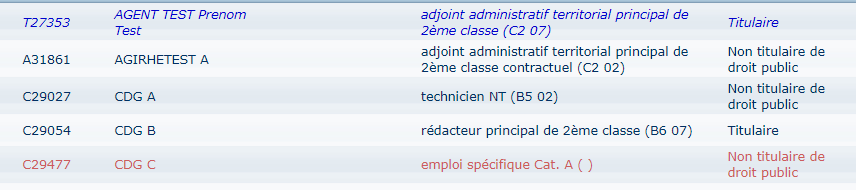 T27353 AGENT TEST Prenom Test adjoint administratif territorial principal de 2ème classe (C2 07) Titulaire
A31861 AGIRHETEST A adjoint administratif territorial principal de 2ème classe contractuel (C2 02) Non titulaire de droit public
C29027 CDG A technicien NT (B5 02) Non titulaire de droit public
C29054 CDG B rédacteur principal de 2ème classe (B6 07) Titulaire
C29477 CDG C emploi spécifique Cat. A ( ) Non titulaire de droit public